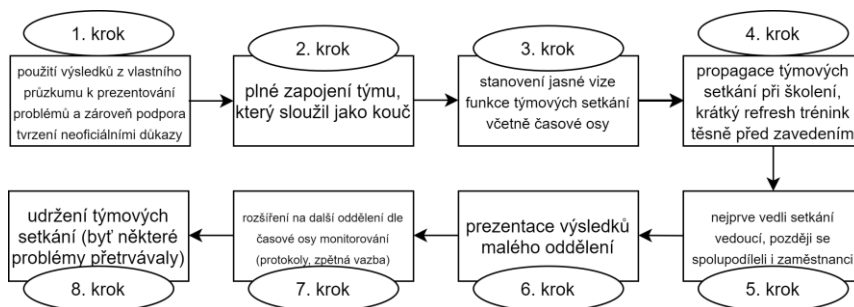 1. krok
použití výsledků z vlastního
průzkumu k prezentování
problémů a zároveň podpora
tvrzení neoficiálními důkazy
2. krok
plné zapojení týmu,
který sloužil jako kouč
3. krok
stanovení jasné vize
funkce týmových setkání
včetně časové osy
4. krok
propagace týmových
setkání při školení,
krátký refresh trénink
těsně před zavedením
nejprve vedli setkání
vedoucí, později se
spolupodíleli i zaměstnanci
5. krok
prezentace výsledků
malého oddělení
6. krok
rozšíření na další oddělení dle
časové osy monitorování
(protokoly, zpětná vazba)
7. krok
udržení týmových
setkání (byť některé
problémy přetrvávaly)
8. krok